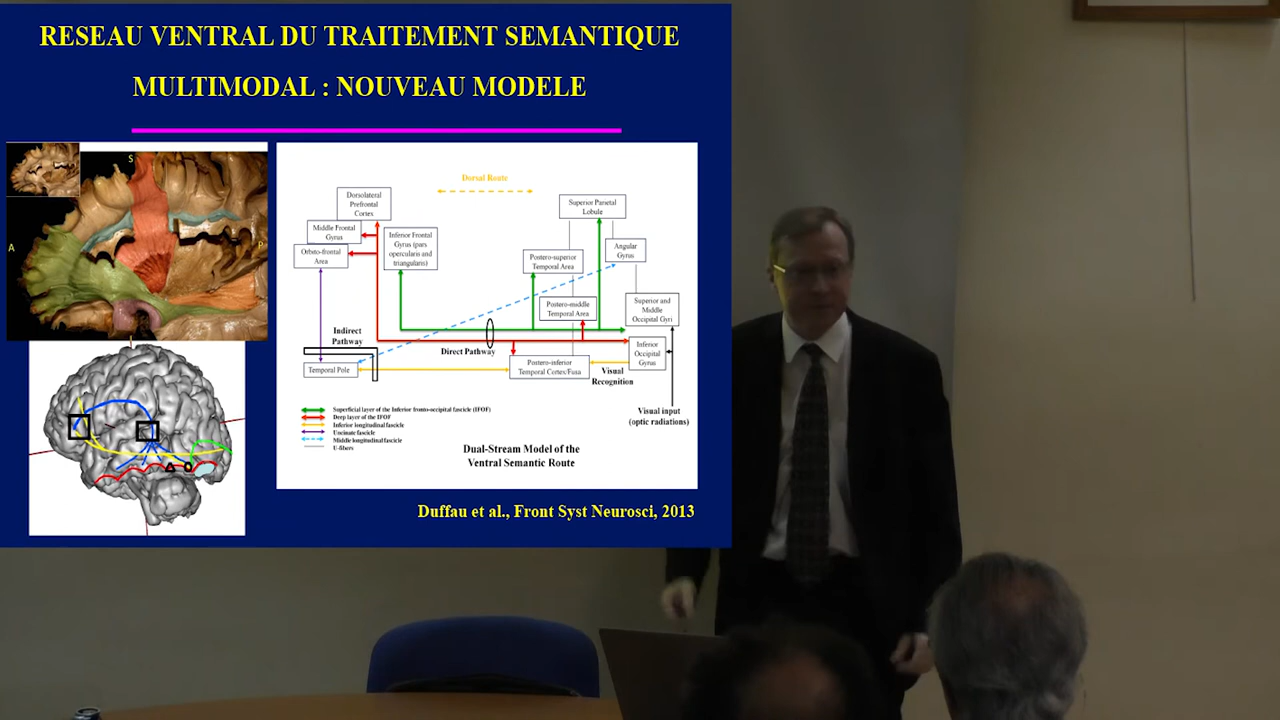 RESEAU VENTRAL DU TRAITEMENT SEMANTIQUE
MULTIMODAL : NOUVEAU MODELE
S
A
P
Dorsal Route
Dorsolateral
Prefrontal
Cortex
Middle Frontal
Gyrus
Orbito-frontal
Area
Inferior Frontal
Gyrus (pars
opercularis and
triangularis)
Superior Parietal
Lobule
Angular
Gyrus
Postero-superior
Temporal Area
Postero-middle
Temporal Area
Superior and
Middle
Occipital Gyri
Indirect
Pathway
Direct Pathway
Inferior
Occipital
Gyrus
Temporal Pole
Postero-inferior
Temporal Cortex/Fusa
Visual
Recognition
Visual input
(optic radiations)
Superficial layer of the Inferior fronto-occipital fascicle (IFOF)
Deep layer of the IFOF
Inferior longitudinal fascicle
Uncinate fascicle
Middle longitudinal fascicle
U-fibers
Dual-Stream Model of the
Ventral Semantic Route
Duffau et al., Front Syst Neurosci, 2013